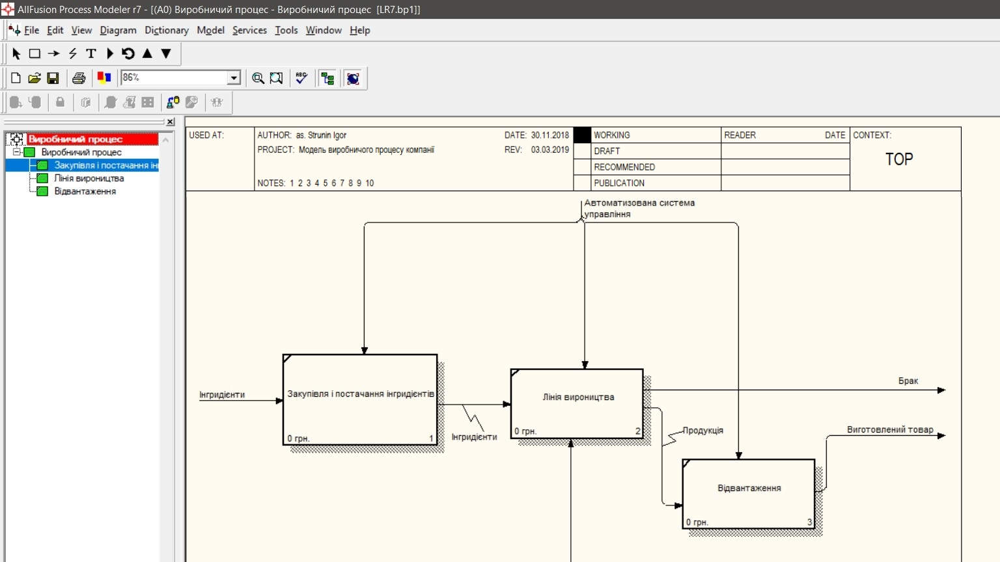 AllFusion Process Modeler r7 - [(A0) Виробничий процес - Виробничий процес [LR7.bp1]]
File Edit View Diagram Dictionary Model Services Tools Window Help
T
86%
ABC
Виробничий процес
Виробничий процес
Закупівля і постачання ін
Лінія вироництва
Відвантаження
USED AT:
AUTHOR: as. Strunin Igor
DATE: 30.11.2018
PROJECT: Модель виробничого процесу компанії
REV: 03.03.2019
NOTES: 1 2 3 4 5 6 7 8 9 10
WORKING
DRAFT
RECOMMENDED
PUBLICATION
READER DATE
CONTEXT:
TOP
Автоматизована система
управління
Інгридієнти
Закупівля і постачання інгридієнтів
0 грн. 1
Інгридієнти
Лінія вироництва
0 грн. 2
Брак
Продукція
Виготовлений товар
Відвантаження
0 грн. 3